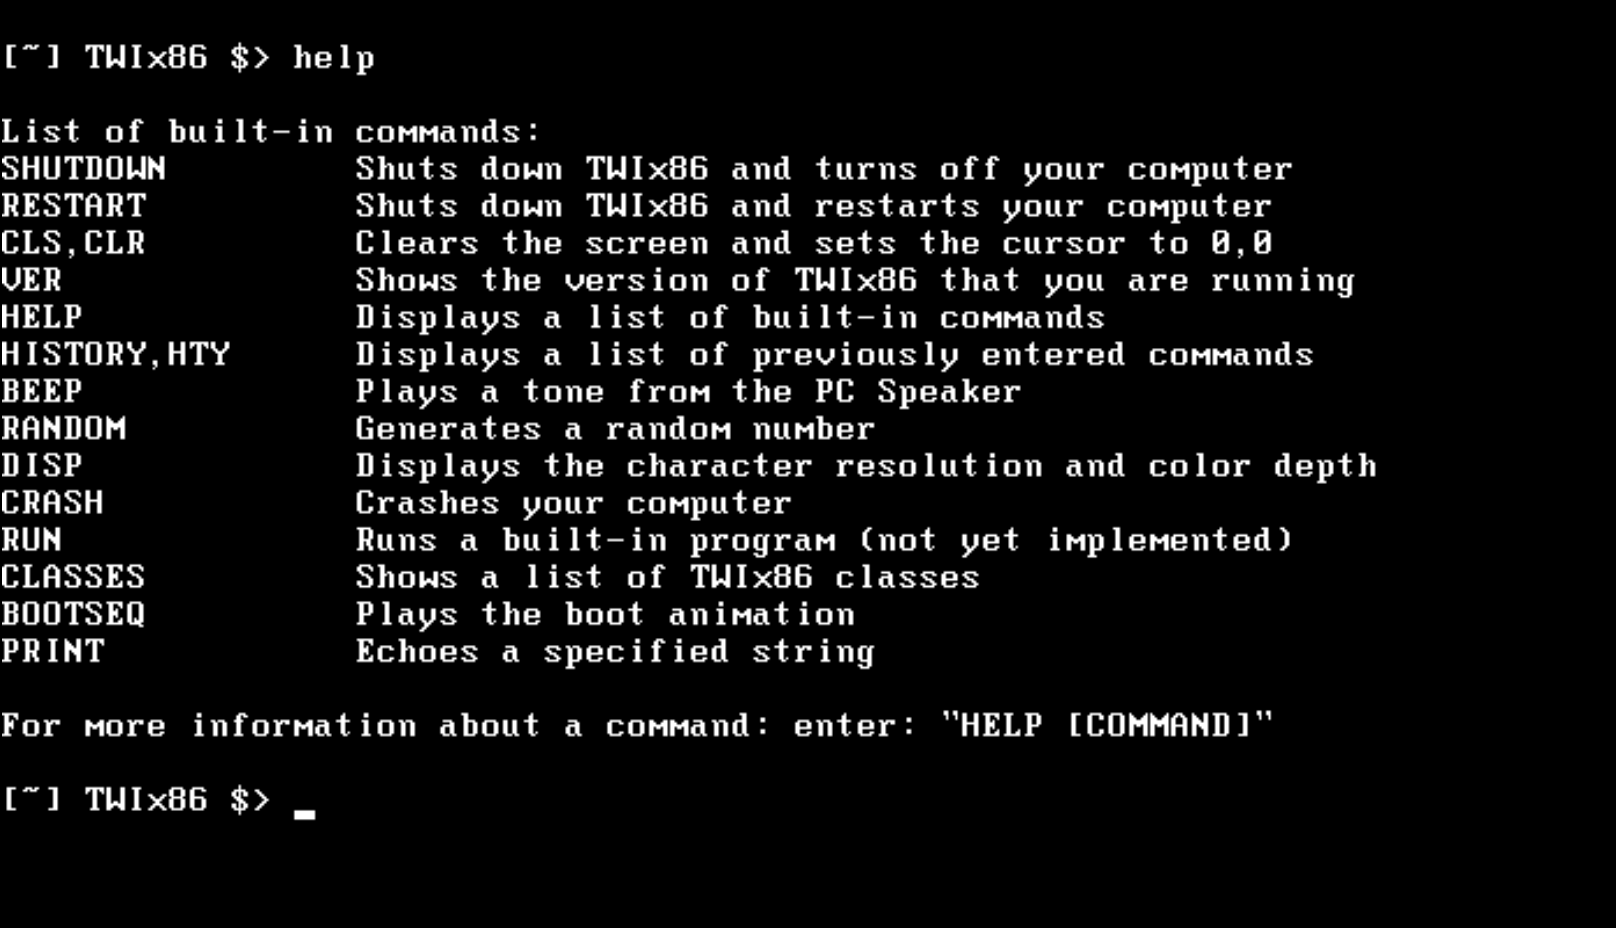 [~] TWIx86 $> help
List of built-in commands:
SHUTDOWN Shuts down TWIx86 and turns off your computer
RESTART Shuts down TWIx86 and restarts your computer
CLS,CLR Clears the screen and sets the cursor to 0,0
VER Shows the version of TWIx86 that you are running
HELP Displays a list of built-in commands
HISTORY,HTY Displays a list of previously entered commands
BEEP Plays a tone from the PC Speaker
RANDOM Generates a random number
DISP Displays the character resolution and color depth
CRASH Crashes your computer
RUN Runs a built-in program (not yet implemented)
CLASSES Shows a list of TWIx86 classes
BOOTSEQ Plays the boot animation
PRINT Echoes a specified string
For more information about a command: enter: "HELP [COMMAND]"
[~] TWIx86 $> _